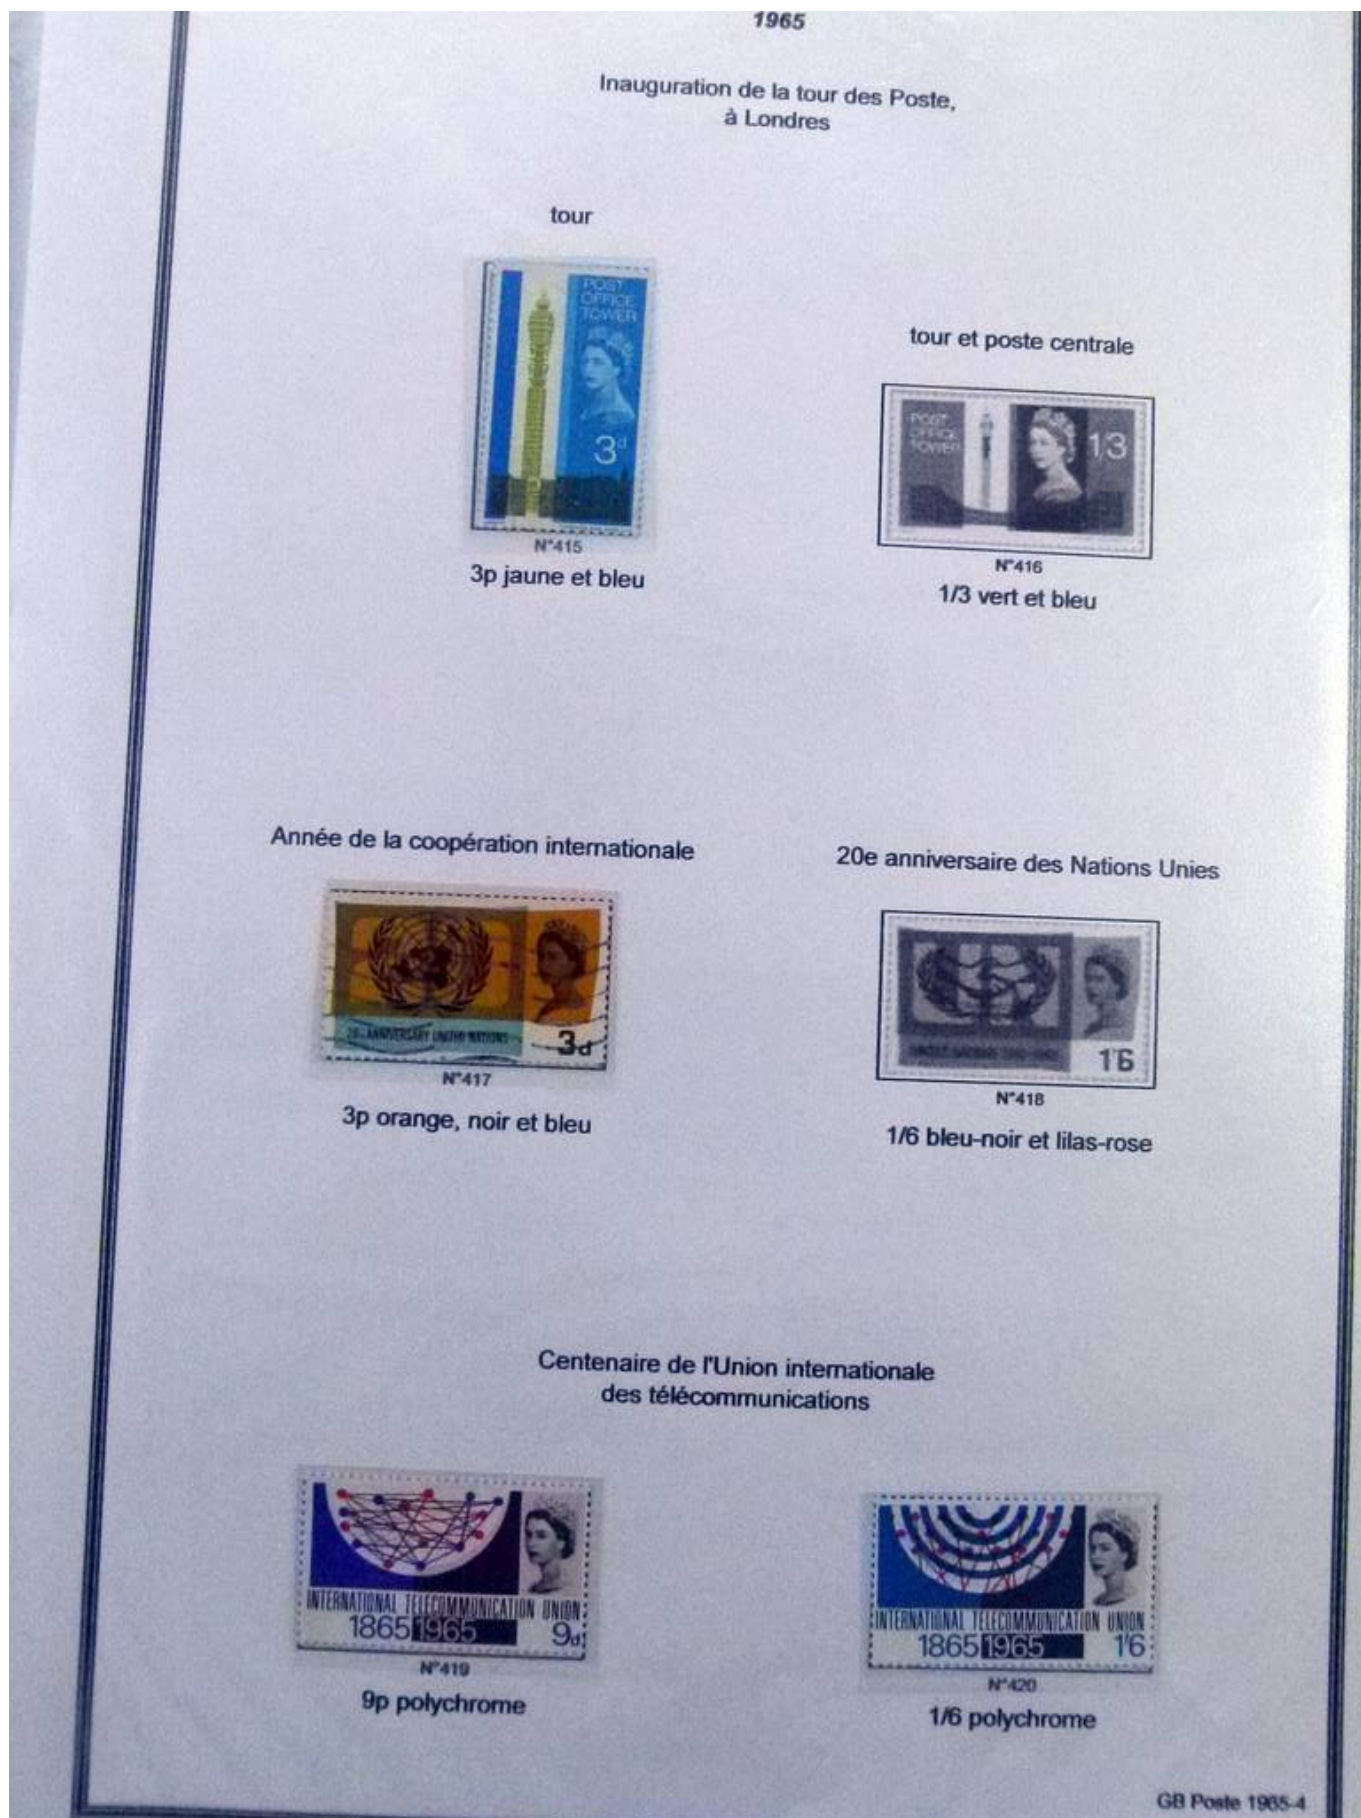 1965
Inauguration de la tour des Poste,
à Londres
tour
POST
OFFICE
TOWER
3d
N°415
3p jaune et bleu
tour et poste centrale
POST
OFFICE
TOWER
1/3
N°416
1/3 vert et bleu
Année de la coopération internationale
20th ANNIVERSARY UNITED NATIONS
3d
N°417
3p orange, noir et bleu
20e anniversaire des Nations Unies
1'6
N°418
1/6 bleu-noir et lilas-rose
Centenaire de l'Union internationale
des télécommunications
INTERNATIONAL TELECOMMUNICATION UNION
1865 1965 9d
N°419
9p polychrome
INTERNATIONAL TELECOMMUNICATION UNION
1865 1965 1'6
N°420
1/6 polychrome
GB Poste 1965-4